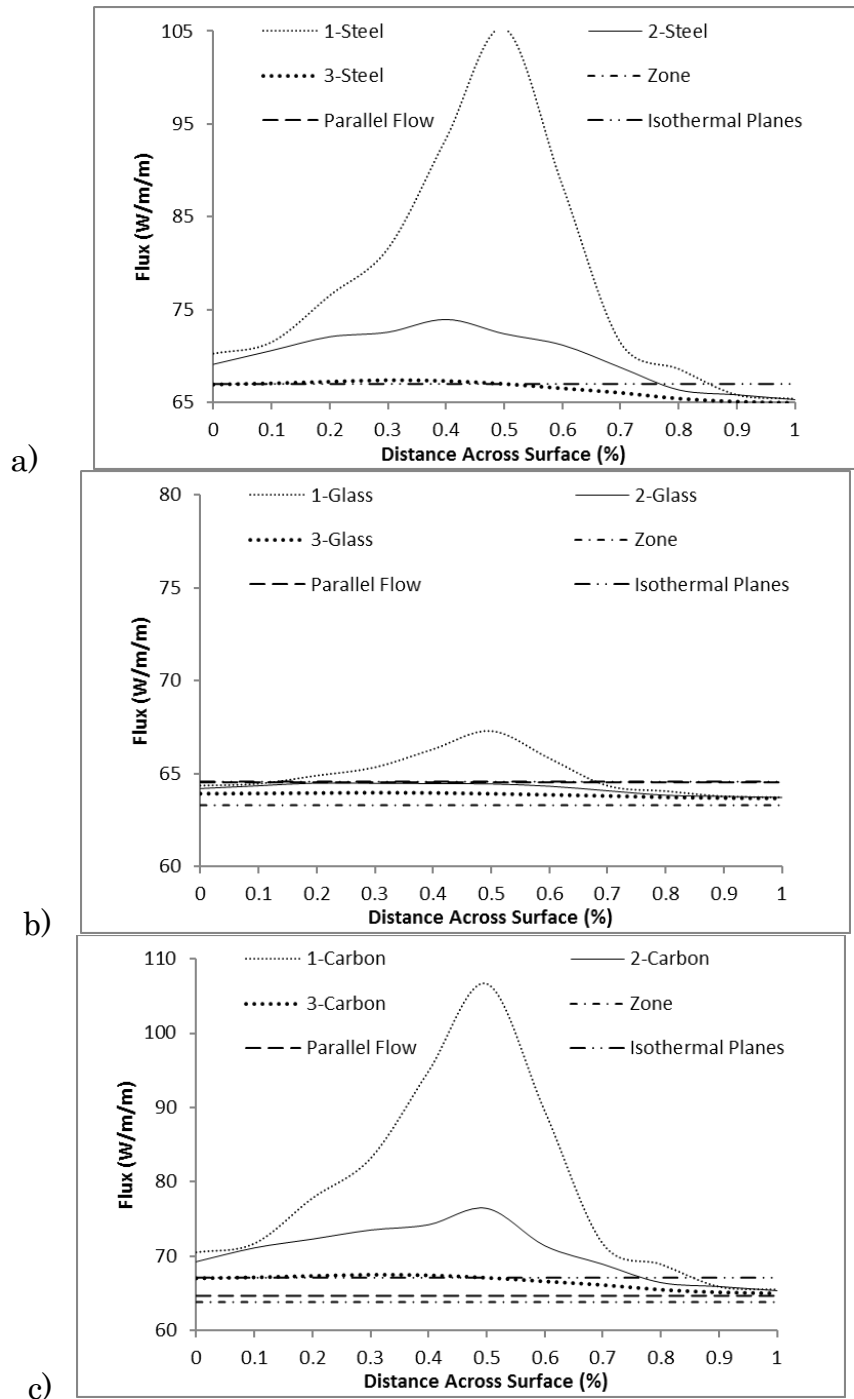 105
95
85
75
65
Flux (W/m/m)
1-Steel
2-Steel
3-Steel
Zone
Parallel Flow
Isothermal Planes
0 0.1 0.2 0.3 0.4 0.5 0.6 0.7 0.8 0.9 1
Distance Across Surface (%)
a)
80
75
70
65
60
Flux (W/m/m)
1-Glass
2-Glass
3-Glass
Zone
Parallel Flow
Isothermal Planes
0 0.1 0.2 0.3 0.4 0.5 0.6 0.7 0.8 0.9 1
Distance Across Surface (%)
b)
110
100
90
80
70
60
Flux (W/m/m)
1-Carbon
2-Carbon
3-Carbon
Zone
Parallel Flow
Isothermal Planes
0 0.1 0.2 0.3 0.4 0.5 0.6 0.7 0.8 0.9 1
Distance Across Surface (%)
c)